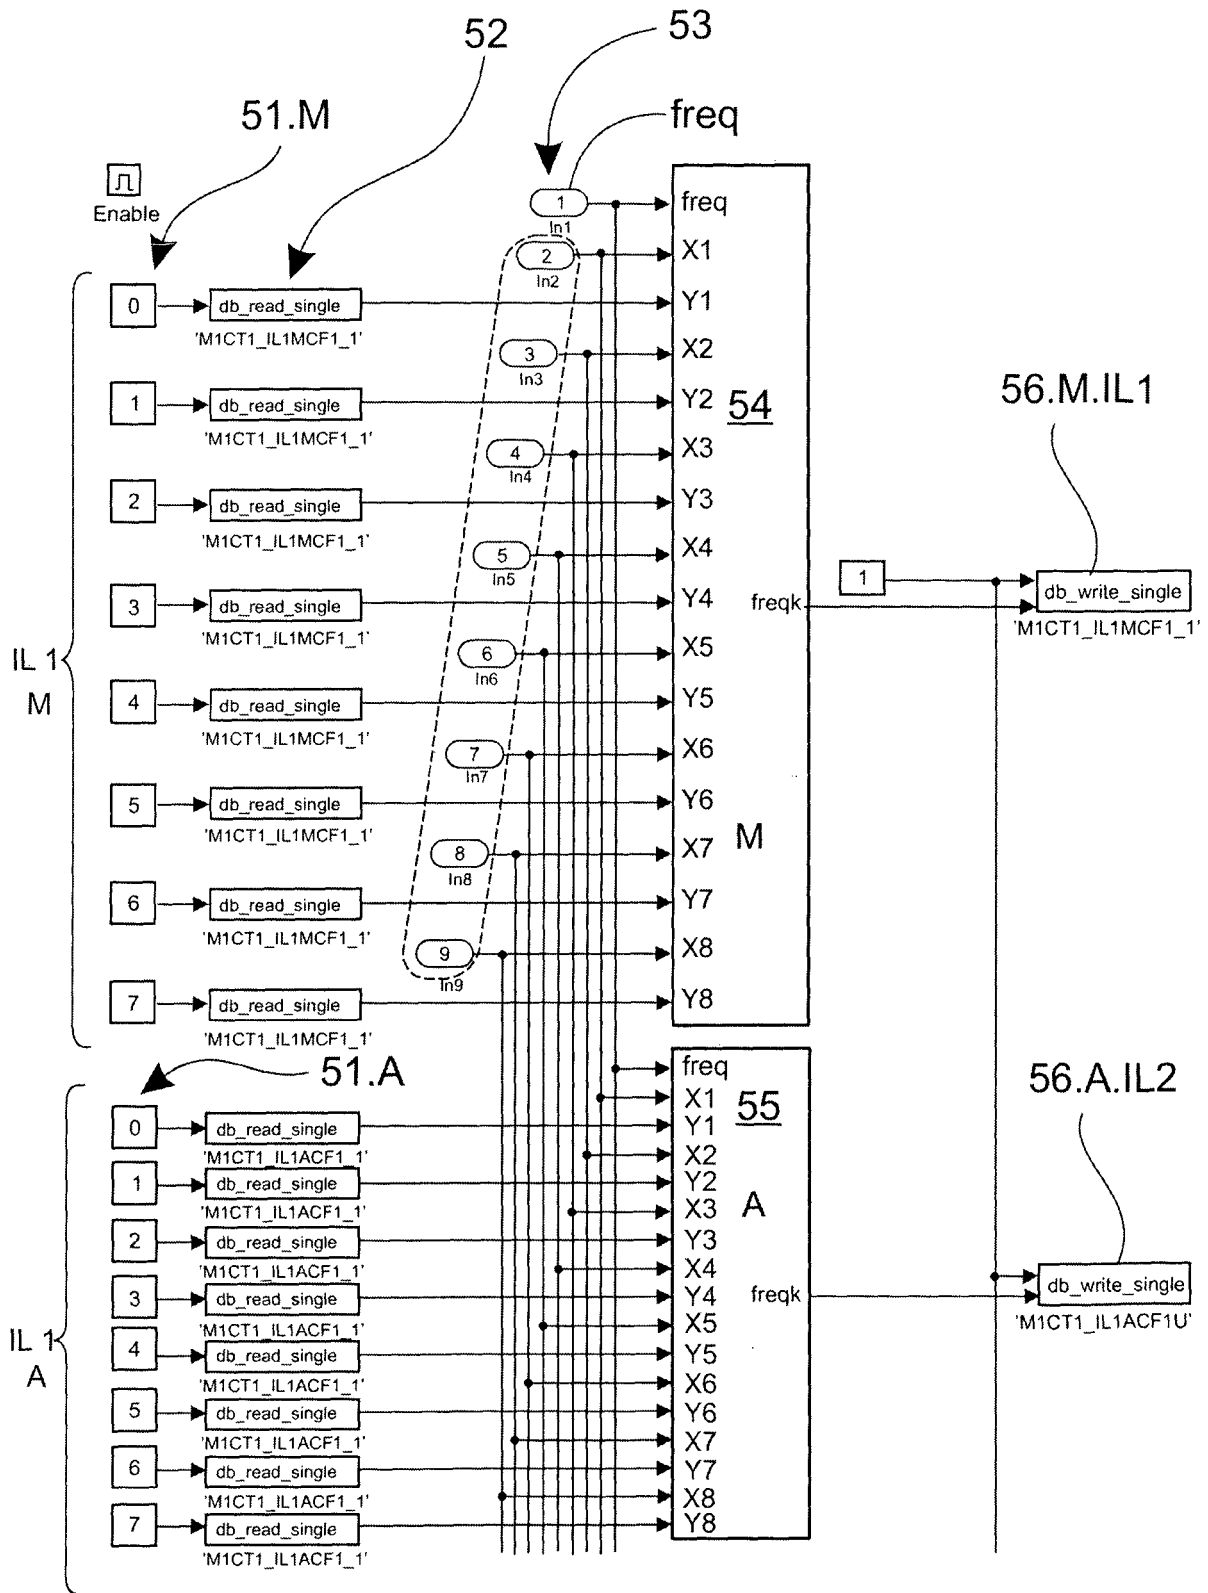 53
52
51.M
freq
Enable
1
freq
In1
2
X1
In2
0
db_read_single
Y1
'M1CT1_IL1MCF1_1'
3
X2
In3
1
db_read_single
Y2
54
'M1CT1_IL1MCF1_1'
56.M.IL1
4
X3
In4
2
db_read_single
Y3
'M1CT1_IL1MCF1_1'
5
X4
In5
1
db_write_single
3
db_read_single
Y4
freqk
'M1CT1_IL1MCF1_1'
'M1CT1_IL1MCF1_1'
6
X5
In6
IL 1
M
4
db_read_single
Y5
'M1CT1_IL1MCF1_1'
7
X6
In7
5
db_read_single
Y6
'M1CT1_IL1MCF1_1'
M
8
X7
In8
6
db_read_single
Y7
'M1CT1_IL1MCF1_1'
9
X8
In9
7
db_read_single
Y8
'M1CT1_IL1MCF1_1'
51.A
freq
56.A.IL2
X1
55
0
db_read_single
Y1
'M1CT1_IL1ACF1_1'
X2
1
db_read_single
Y2
'M1CT1_IL1ACF1_1'
X3
A
2
db_read_single
Y3
'M1CT1_IL1ACF1_1'
X4
3
db_read_single
Y4
freqk
db_write_single
'M1CT1_IL1ACF1U'
'M1CT1_IL1ACF1_1'
X5
IL 1
A
4
db_read_single
Y5
'M1CT1_IL1ACF1_1'
X6
5
db_read_single
Y6
'M1CT1_IL1ACF1_1'
X7
6
db_read_single
Y7
'M1CT1_IL1ACF1_1'
X8
7
db_read_single
Y8
'M1CT1_IL1ACF1_1'